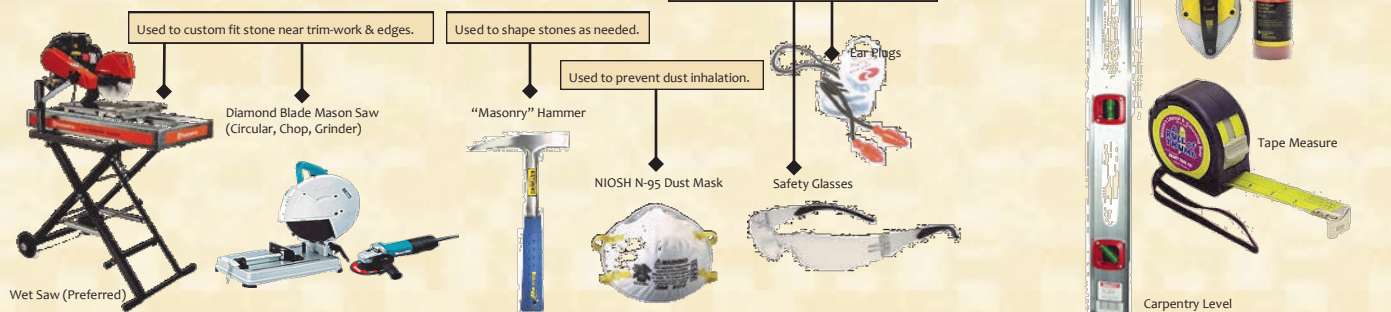 Used to custom fit stone near trim-work & edges.
Used to shape stones as needed.
Ear Plugs
Used to prevent dust inhalation.
Diamond Blade Mason Saw
(Circular, Chop, Grinder)
"Masonry" Hammer
Tape Measure
NIOSH N-95 Dust Mask
Safety Glasses
WARNING
Wet Saw (Preferred)
Carpentry Level